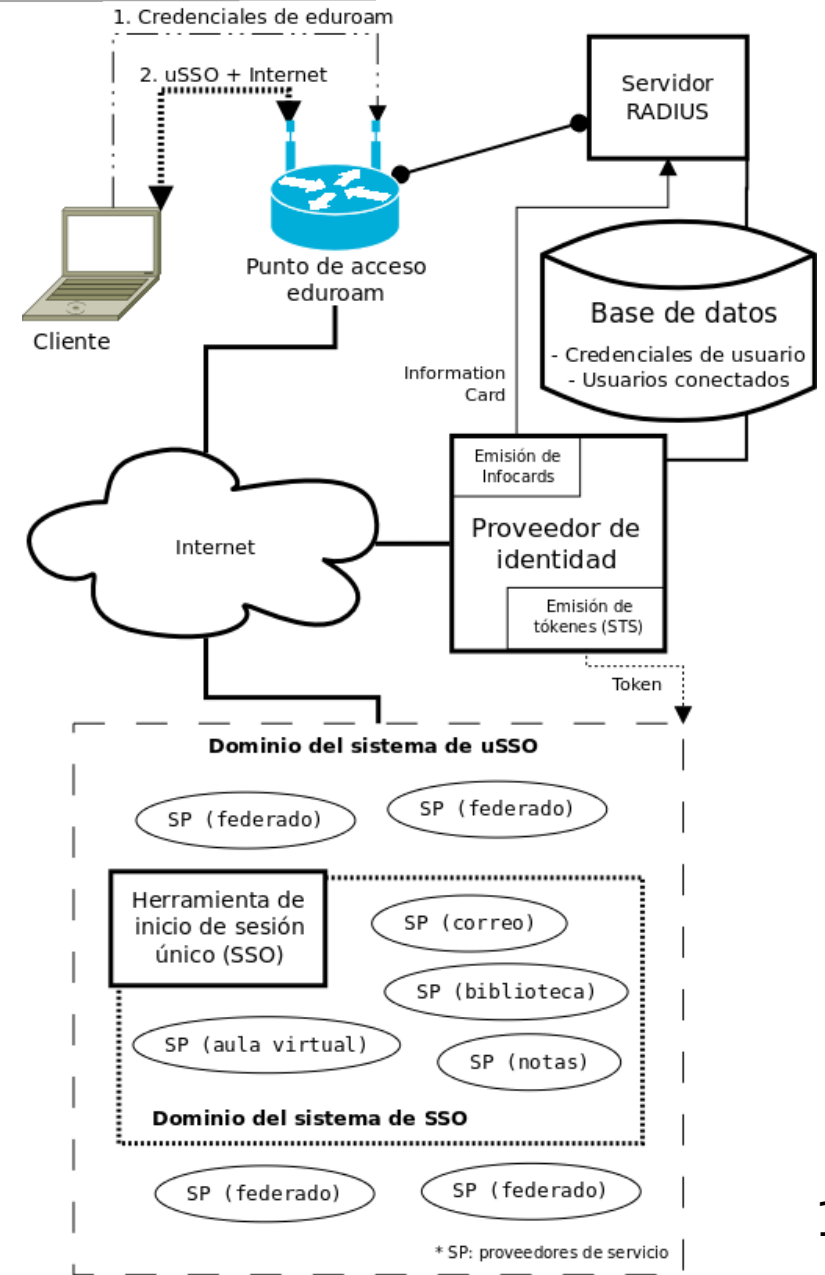 1. Credenciales de eduroam
2. uSSO + Internet
Servidor
RADIUS
Punto de acceso
eduroam
Cliente
Base de datos
- Credenciales de usuario
- Usuarios conectados
Information
Card
Emisión de
Infocards
Proveedor de
identidad
Emisión de
tókenes (STS)
Internet
Token
Dominio del sistema de uSSO
SP (federado)
SP (federado)
Herramienta de
inicio de sesión
único (SSO)
SP (correo)
SP (biblioteca)
SP (aula virtual)
SP (notas)
Dominio del sistema de SSO
SP (federado)
SP (federado)
* SP: proveedores de servicio